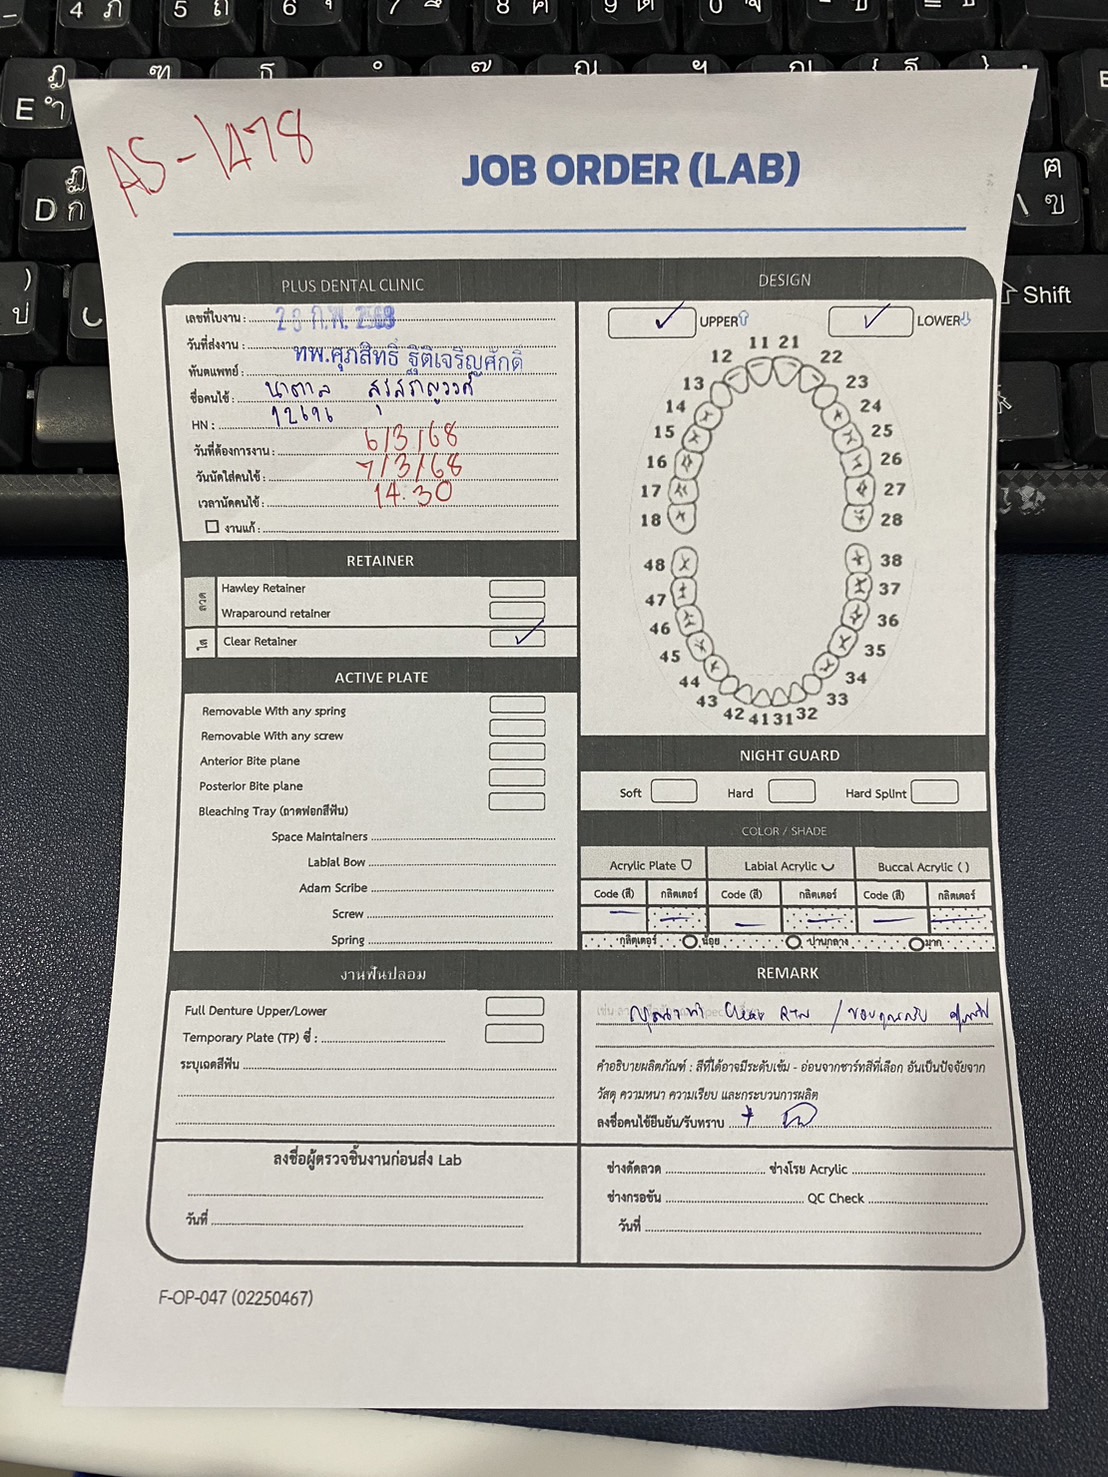 AS-1478
JOB ORDER (LAB)
PLUS DENTAL CLINIC
เลขที่ใบงาน :
วันที่ส่งงาน : ก.พ.
ทันตแพทย์ : ทพ.ศุภสิทธิ์ ฐิติเจริญศักดิ์
ชื่อคนไข้ :
HN :
วันที่ต้องการงาน : 6/3/68
วันนัดใส่คนไข้ : 7/3/68
เวลานัดคนไข้ : 14.30
งานแก้ :
RETAINER
ลวด
Hawley Retainer
Wraparound retainer
ใส
Clear Retainer
ACTIVE PLATE
Removable With any spring
Removable With any screw
Anterior Bite plane
Posterior Bite plane
Bleaching Tray (ถาดฟอกสีฟัน)
Space Maintainers
Labial Bow
Adam Scribe
Screw
Spring
งานฟันปลอม
Full Denture Upper/Lower
Temporary Plate (TP) ซี่ :
ระบุเฉดสีฟัน
ลงชื่อผู้ตรวจชิ้นงานก่อนส่ง Lab
วันที่
DESIGN
UPPER LOWER
11 21
12 22
13 23
14 24
15 25
16 26
17 27
18 28
48 38
47 37
46 36
45 35
44 34
43 33
42 41 31 32
NIGHT GUARD
Soft Hard Hard Splint
COLOR / SHADE
Acrylic Plate Labial Acrylic Buccal Acrylic ( )
Code (สี) กลิตเตอร์ Code (สี) กลิตเตอร์ Code (สี) กลิตเตอร์
กลิตเตอร์ น้อย ปานกลาง มาก
REMARK
คำอธิบายผลิตภัณฑ์ : สีที่ได้อาจมีระดับเข้ม - อ่อนจากชาร์ทสีที่เลือก อันเป็นปัจจัยจาก
วัสดุ ความหนา ความเรียบ และกระบวนการผลิต
ลงชื่อคนไข้ยืนยัน/รับทราบ
ช่างดัดลวด ช่างโรย Acrylic
ช่างกรอขัน QC Check
วันที่
F-OP-047 (02250467)
4 ภ 5 ถ 6 ุ 7 ึ 8 ค 9 ต 0 จ
E ำ ฎ
D ก ฏ
Shift